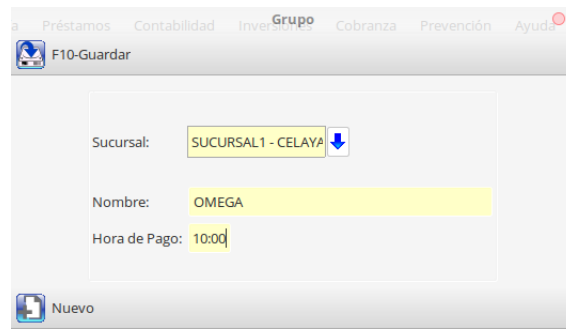 Grupo
a Préstamos Contabilidad Inversiones Cobranza Prevención Ayuda
F10-Guardar
Sucursal: SUCURSAL1 - CELAYA
Nombre: OMEGA
Hora de Pago: 10:00
Nuevo